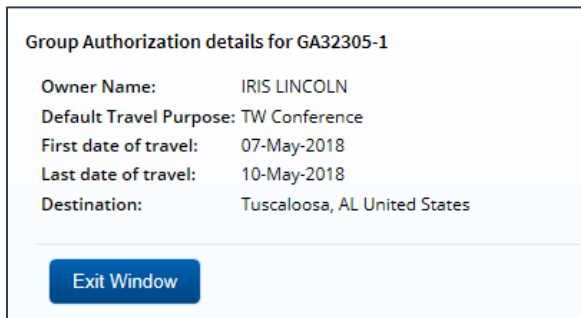 Group Authorization details for GA32305-1
Owner Name: IRIS LINCOLN
Default Travel Purpose: TW Conference
First date of travel: 07-May-2018
Last date of travel: 10-May-2018
Destination: Tuscaloosa, AL United States
Exit Window